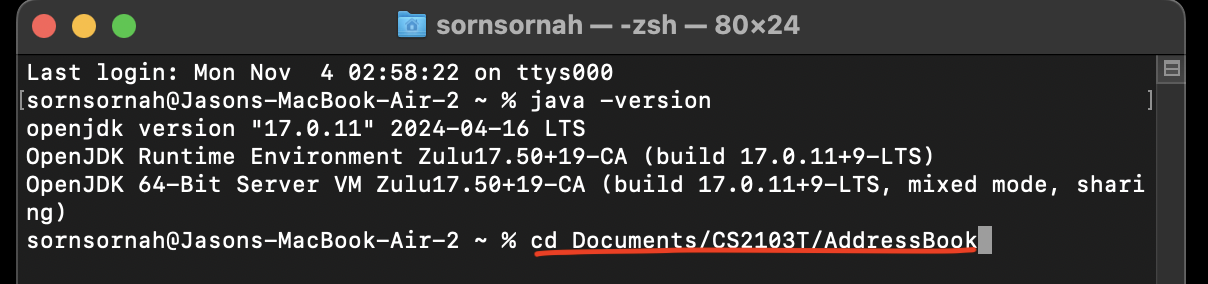 sornsornah — -zsh — 80×24
Last login: Mon Nov  4 02:58:22 on ttys000
[sornsornah@Jasons-MacBook-Air-2 ~ % java -version ]
openjdk version "17.0.11" 2024-04-16 LTS
OpenJDK Runtime Environment Zulu17.50+19-CA (build 17.0.11+9-LTS)
OpenJDK 64-Bit Server VM Zulu17.50+19-CA (build 17.0.11+9-LTS, mixed mode, shari
ng)
sornsornah@Jasons-MacBook-Air-2 ~ % cd Documents/CS2103T/AddressBook